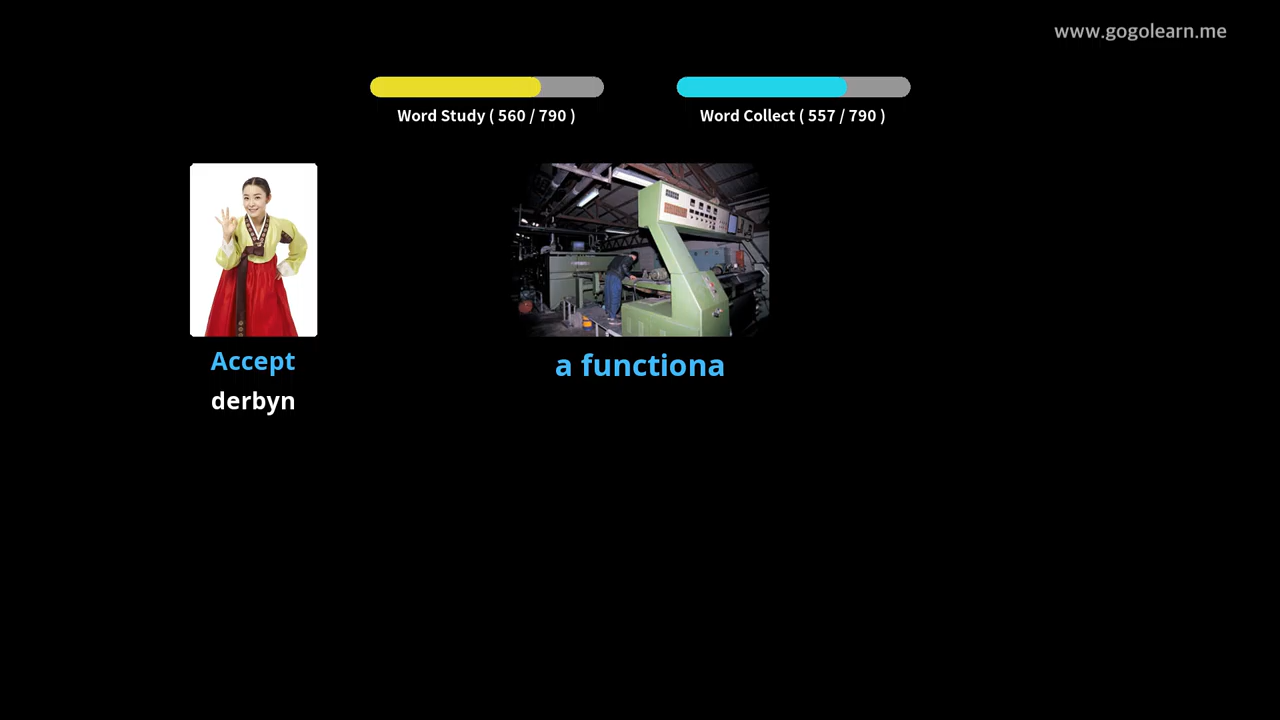 www.gogolearn.me
Word Study ( 560 / 790 )
Word Collect ( 557 / 790 )
Accept
derbyn
a functiona